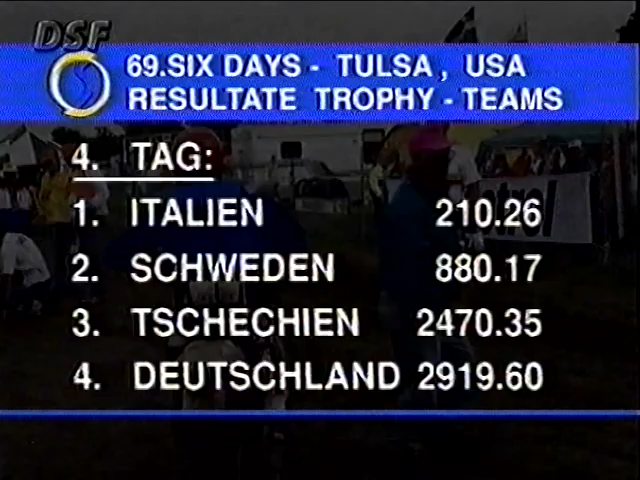 DSF
69.SIX DAYS - TULSA, USA
RESULTATE TROPHY - TEAMS
4. TAG:
1. ITALIEN 210.26
2. SCHWEDEN 880.17
3. TSCHECHIEN 2470.35
4. DEUTSCHLAND 2919.60